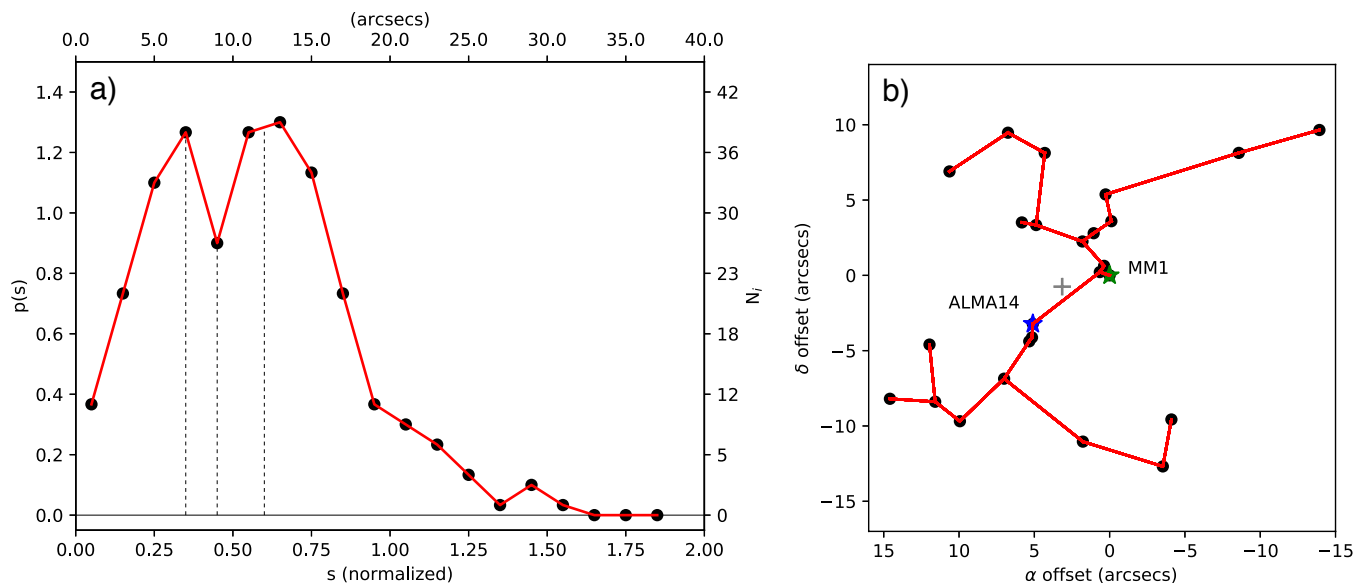 (arcsecs)
0.0 5.0 10.0 15.0 20.0 25.0 30.0 35.0 40.0
a)
1.4
1.2
1.0
0.8
0.6
0.4
0.2
0.0
p(s)
42
36
30
23
18
12
5
0
N_i
0.00 0.25 0.50 0.75 1.00 1.25 1.50 1.75 2.00
s (normalized)
b)
10
5
0
−5
−10
−15
δ offset (arcsecs)
MM1
ALMA14
15 10 5 0 −5 −10 −15
α offset (arcsecs)